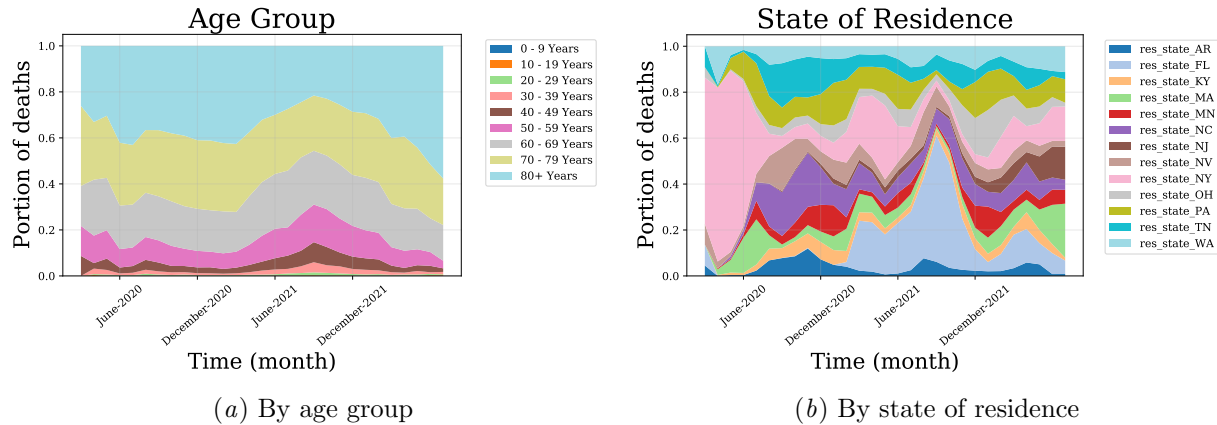 Age Group
Portion of deaths
1.0
0.8
0.6
0.4
0.2
0.0
June-2020
December-2020
June-2021
December-2021
Time (month)
0 - 9 Years
10 - 19 Years
20 - 29 Years
30 - 39 Years
40 - 49 Years
50 - 59 Years
60 - 69 Years
70 - 79 Years
80+ Years
(a) By age group
State of Residence
Portion of deaths
1.0
0.8
0.6
0.4
0.2
0.0
June-2020
December-2020
June-2021
December-2021
Time (month)
res_state_AR
res_state_FL
res_state_KY
res_state_MA
res_state_MN
res_state_NC
res_state_NJ
res_state_NV
res_state_NY
res_state_OH
res_state_PA
res_state_TN
res_state_WA
(b) By state of residence